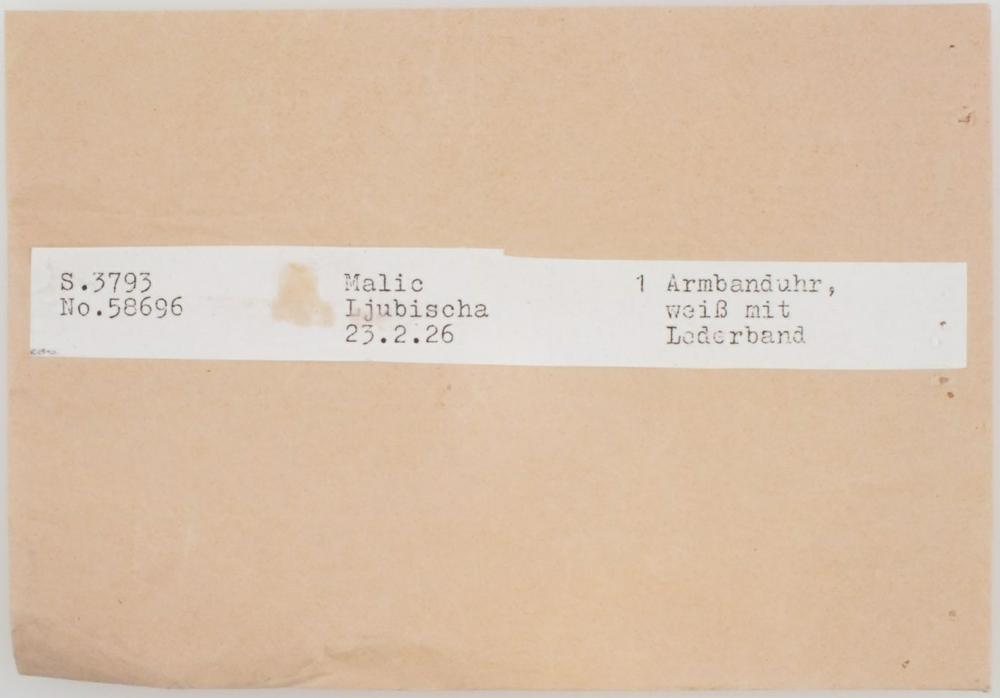 S.3793
No.58696
Malic
Ljubischa
23.2.26
1 Armbanduhr,
weiß mit
Lederband